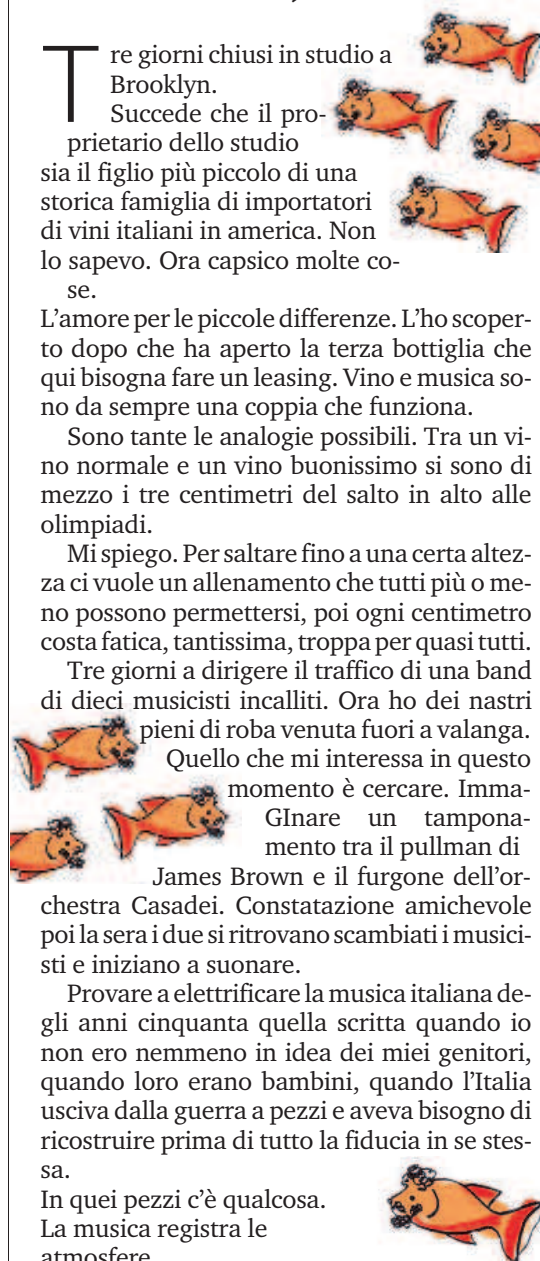 Tre giorni chiusi in studio a
Brooklyn.
Succede che il pro-
prietario dello studio
sia il figlio più piccolo di una
storica famiglia di importatori
di vini italiani in america. Non
lo sapevo. Ora capsico molte co-
se.
L'amore per le piccole differenze. L'ho scoper-
to dopo che ha aperto la terza bottiglia che
qui bisogna fare un leasing. Vino e musica so-
no da sempre una coppia che funziona.
Sono tante le analogie possibili. Tra un vi-
no normale e un vino buonissimo si sono di
mezzo i tre centimetri del salto in alto alle
olimpiadi.
Mi spiego. Per saltare fino a una certa altez-
za ci vuole un allenamento che tutti più o me-
no possono permettersi, poi ogni centimetro
costa fatica, tantissima, troppa per quasi tutti.
Tre giorni a dirigere il traffico di una band
di dieci musicisti incalliti. Ora ho dei nastri
pieni di roba venuta fuori a valanga.
Quello che mi interessa in questo
momento è cercare. Imma-
GInare un tampona-
mento tra il pullman di
James Brown e il furgone dell'or-
chestra Casadei. Constatazione amichevole
poi la sera i due si ritrovano scambiati i musici-
sti e iniziano a suonare.
Provare a elettrificare la musica italiana de-
gli anni cinquanta quella scritta quando io
non ero nemmeno in idea dei miei genitori,
quando loro erano bambini, quando l'Italia
usciva dalla guerra a pezzi e aveva bisogno di
ricostruire prima di tutto la fiducia in se stes-
sa.
In quei pezzi c'è qualcosa.
La musica registra le
atmosfere